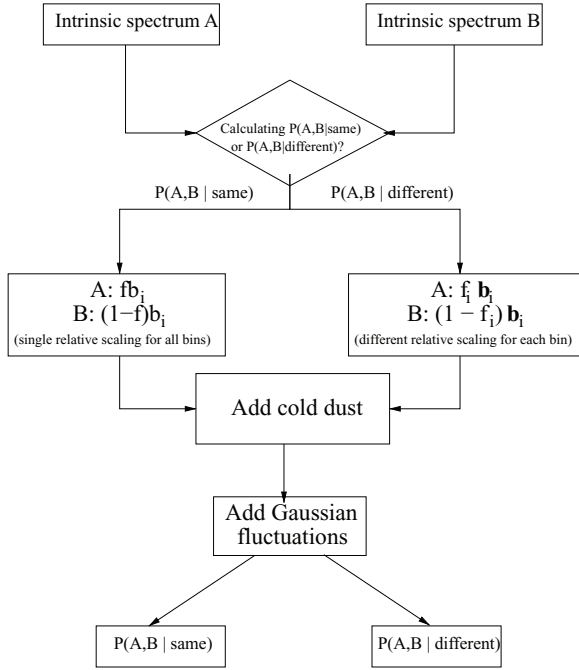 Intrinsic spectrum A
Intrinsic spectrum B
Calculating P(A,B|same)
or P(A,B|different)?
P(A,B | same)
P(A,B | different)
A: fb_i
B: (1−f)b_i
(single relative scaling for all bins)
A: f_i b_i
B: (1 − f_i) b_i
(different relative scaling for each bin)
Add cold dust
Add Gaussian
fluctuations
P(A,B | same)
P(A,B | different)